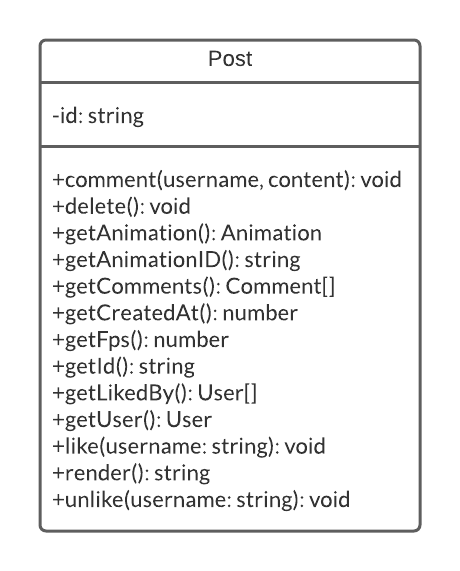 Post
-id: string
+comment(username, content): void
+delete(): void
+getAnimation(): Animation
+getAnimationID(): string
+getComments(): Comment[]
+getCreatedAt(): number
+getFps(): number
+getId(): string
+getLikedBy(): User[]
+getUser(): User
+like(username: string): void
+render(): string
+unlike(username: string): void